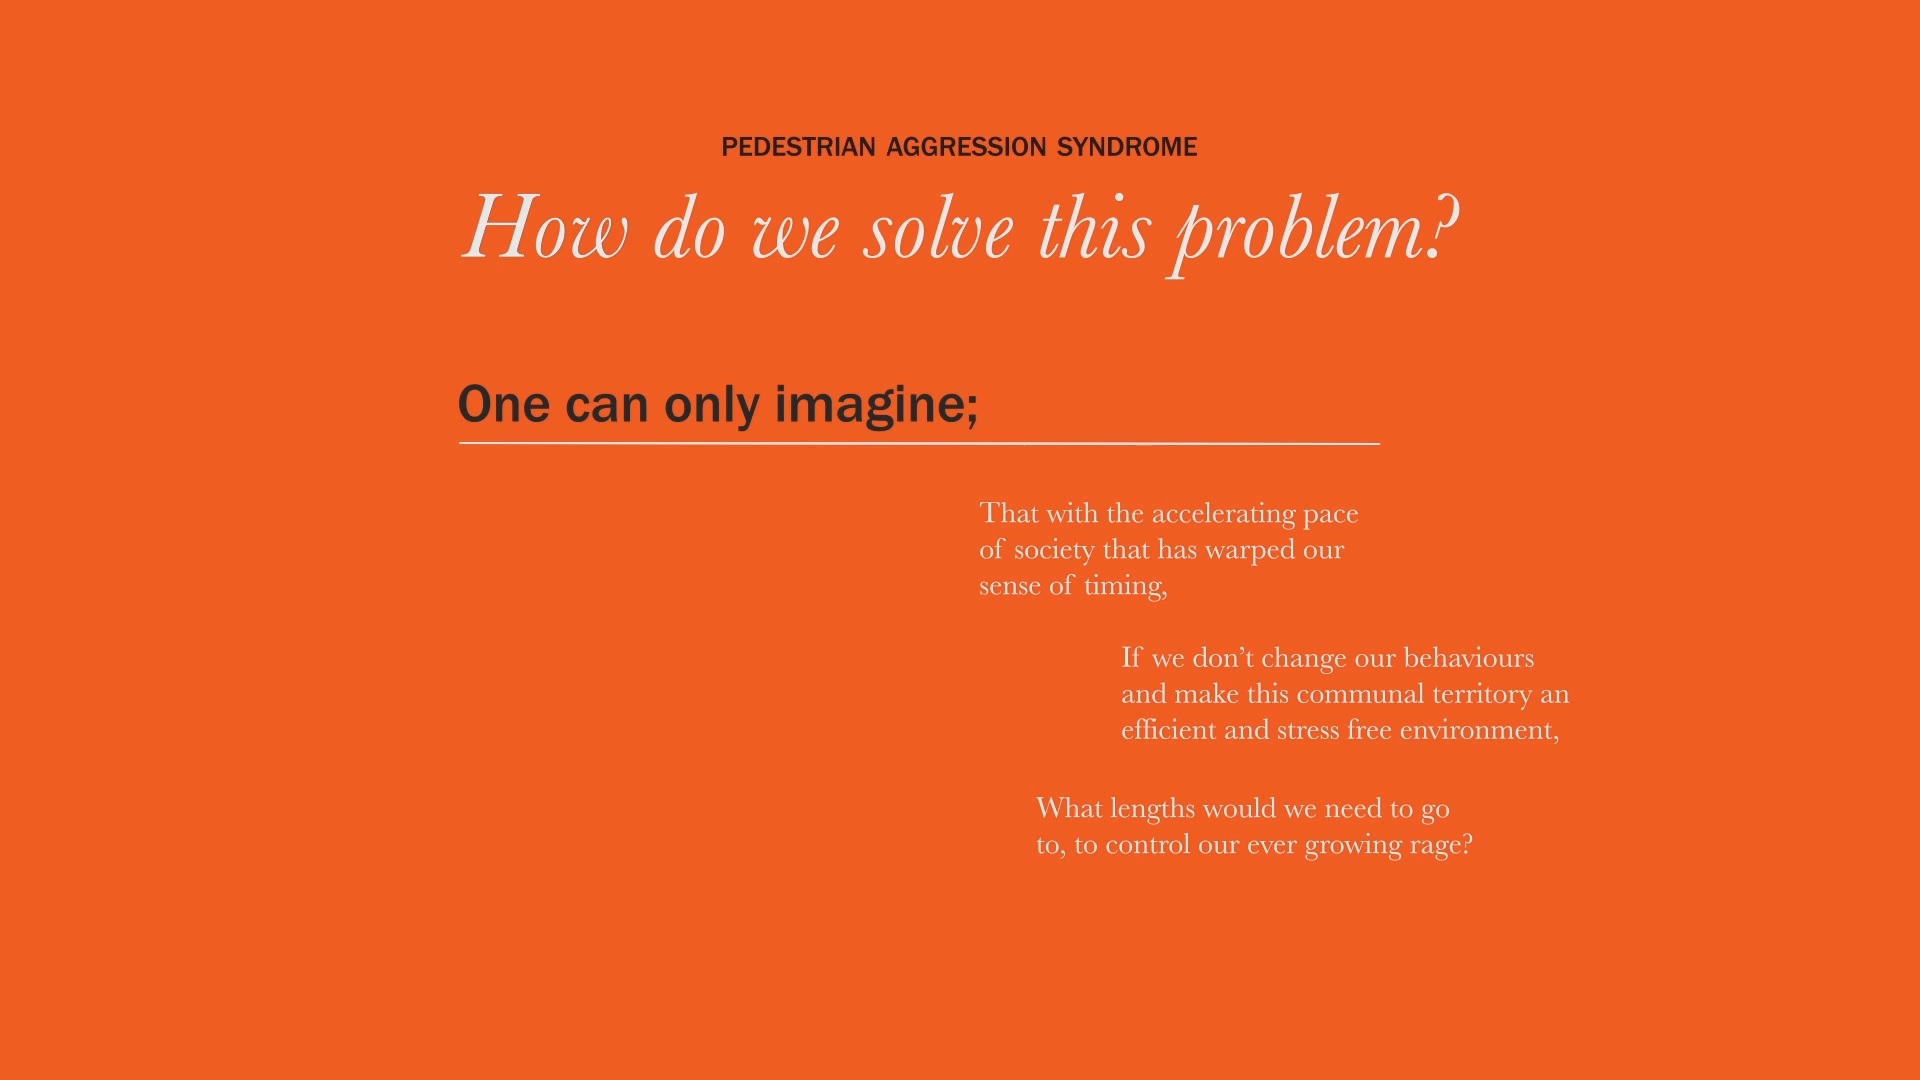 PEDESTRIAN AGGRESSION SYNDROME
How do we solve this problem?
One can only imagine;
That with the accelerating pace
of society that has warped our
sense of timing,
If we don’t change our behaviours
and make this communal territory an
efficient and stress free environment,
What lengths would we need to go
to, to control our ever growing rage?